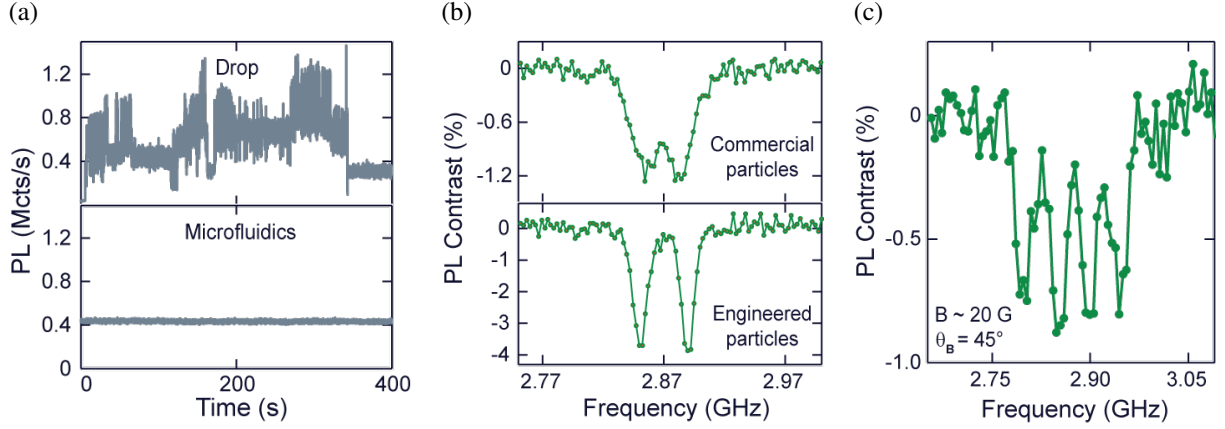 (a)
(b)
(c)
PL (Mcts/s)
1.2
0.8
0.4
Drop
1.2
0.8
0.4
0
Microfluidics
0
200
400
Time (s)
PL Contrast (%)
0
-0.6
-1.2
Commercial
particles
0
-1
-2
-3
-4
Engineered
particles
2.77
2.87
2.97
Frequency (GHz)
PL Contrast (%)
0
-0.5
-1.0
B ~ 20 G
θB = 45°
2.75
2.90
3.05
Frequency (GHz)